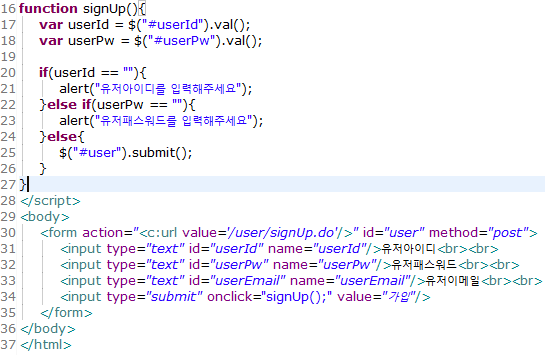 16 function signUp(){
17 var userId = $("#userId").val();
18 var userPw = $("#userPw").val();
19
20 if(userId == ""){
21 alert("유저아이디를 입력해주세요");
22 }else if(userPw == ""){
23 alert("유저패스워드를 입력해주세요");
24 }else{
25 $("#user").submit();
26 }
27 }
28 </script>
29 <body>
30 <form action="<c:url value='/user/signUp.do'/>" id="user" method="post">
31 <input type="text" id="userId" name="userId"/>유저아이디<br><br>
32 <input type="text" id="userPw" name="userPw"/>유저패스워드<br><br>
33 <input type="text" id="userEmail" name="userEmail"/>유저이메일<br><br>
34 <input type="submit" onclick="signUp();" value="가입"/>
35 </form>
36 </body>
37 </html>